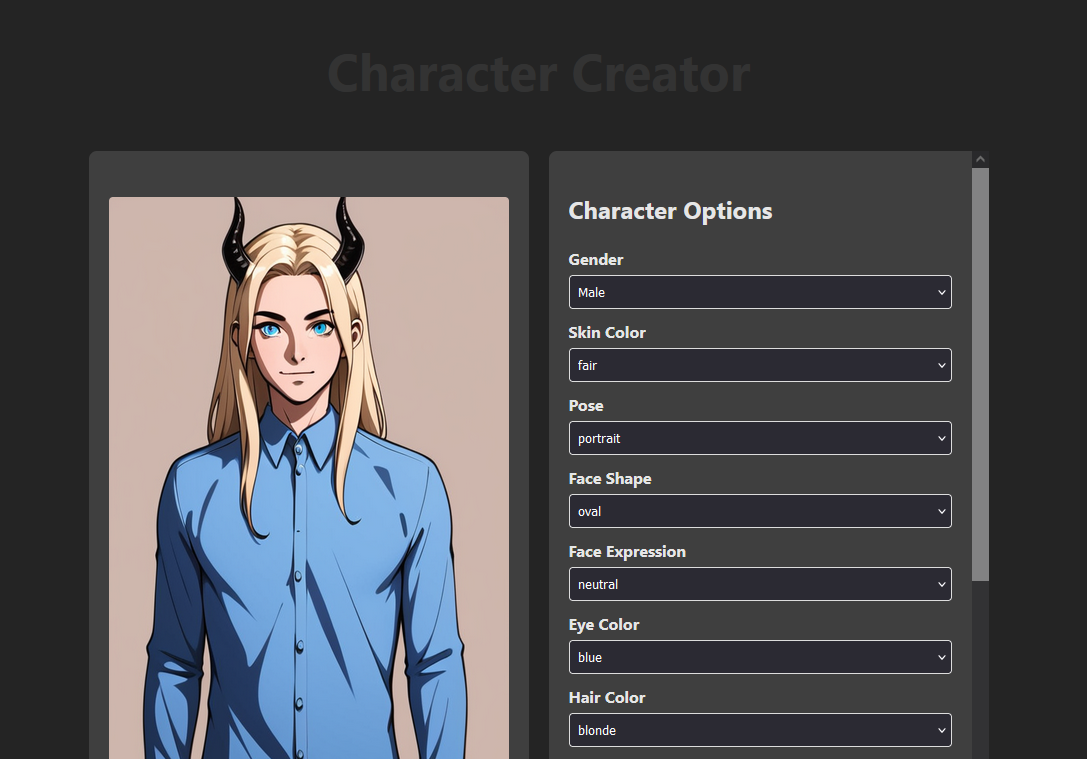 Character Creator
Character Options
Gender
Male
Skin Color
fair
Pose
portrait
Face Shape
oval
Face Expression
neutral
Eye Color
blue
Hair Color
blonde